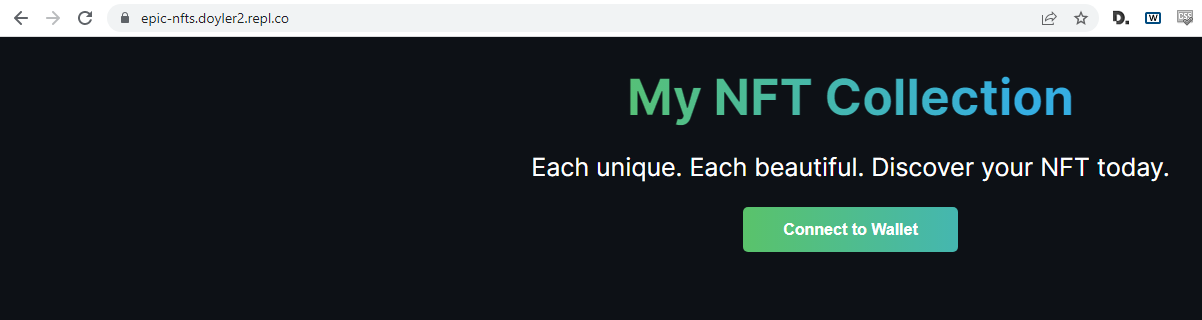 epic-nfts.doyler2.repl.co
D.
W
CSS
My NFT Collection
Each unique. Each beautiful. Discover your NFT today.
Connect to Wallet